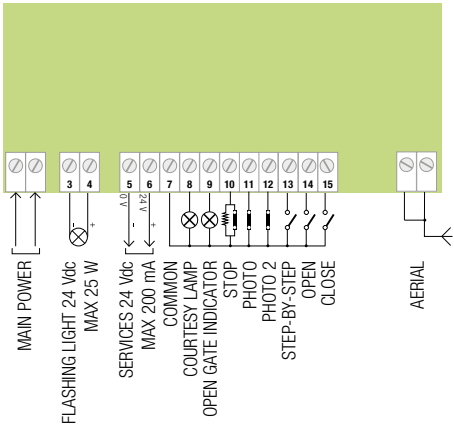 3 4 5 6 7 8 9 10 11 12 13 14 15
- +
0 V
24 V
- +
MAIN POWER
FLASHING LIGHT 24 Vdc
MAX 25 W
SERVICES 24 Vdc
MAX 200 mA
COMMON
COURTESY LAMP
OPEN GATE INDICATOR
STOP
PHOTO
PHOTO 2
STEP-BY-STEP
OPEN
CLOSE
AERIAL